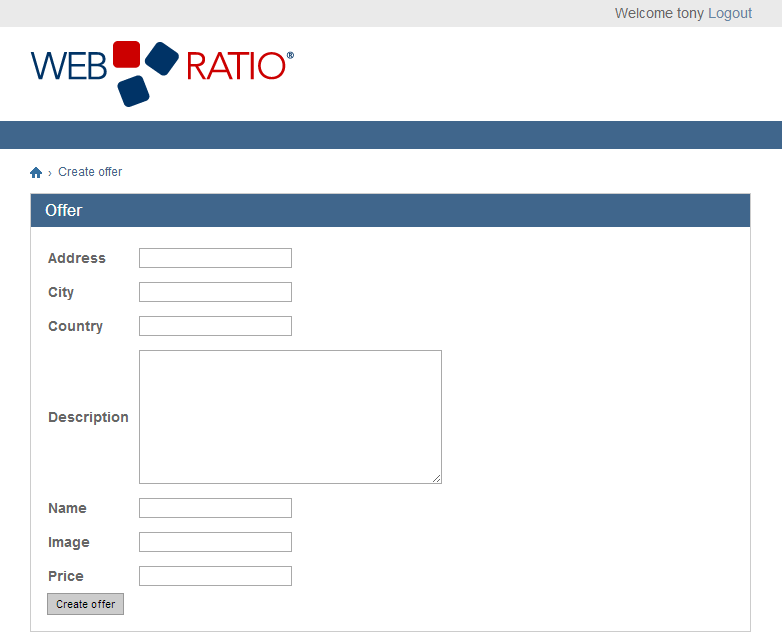 Welcome tony Logout
WEB RATIO®
› Create offer
Offer
Address
City
Country
Description
Name
Image
Price
Create offer